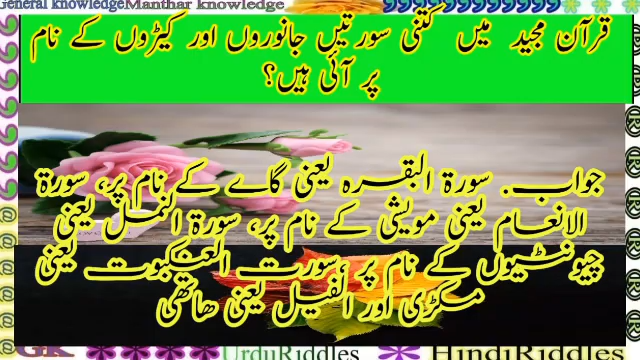 General knowledge Manthar knowledge
قرآن مجید میں کتنی سورتیں جانوروں اور کیڑوں کے نام
پر آئی ہیں؟
جواب. سورۃ البقرہ یعنی گاے کے نام پر، سورۃ
الانعام یعنی مویشی کے نام پر، سورۃ النمل یعنی
چیونٹیوں کے نام پر ،سورت العنکبوت یعنی
مکڑی اور الفیل یعنی ھاتھی
GK UrduRiddles HindiRiddles